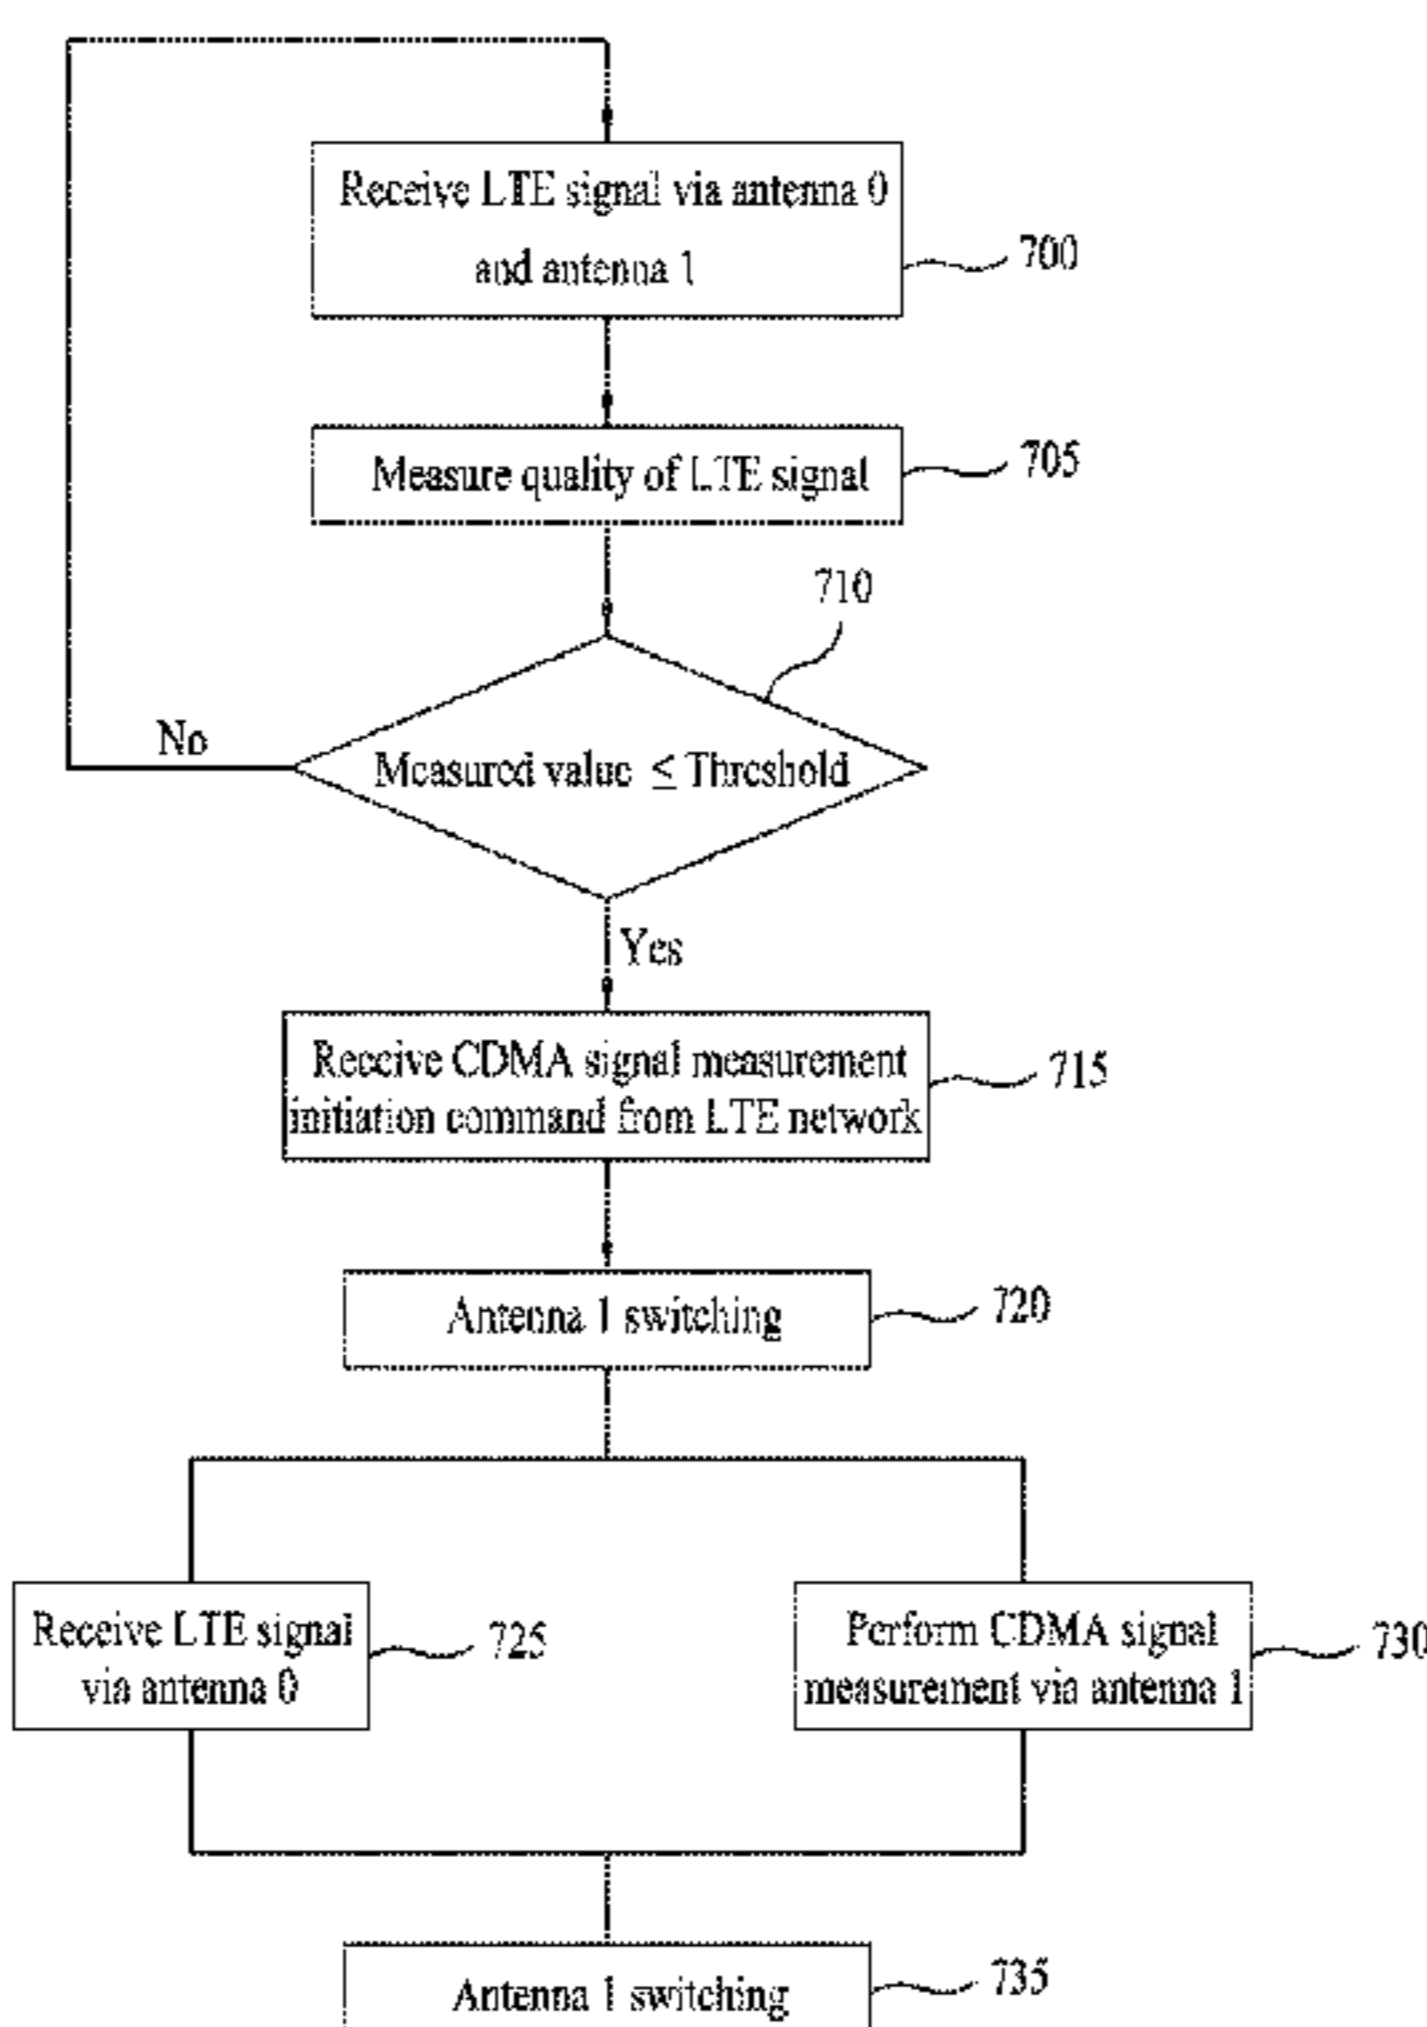 Receive LTE signal via antenna 0
and antenna 1
700
Measure quality of LTE signal
705
710
No
Measured value ≤ Threshold
Yes
Receive CDMA signal measurement
initiation command from LTE network
715
Antenna 1 switching
720
Receive LTE signal
via antenna 0
725
Perform CDMA signal
measurement via antenna 1
730
Antenna 1 switching
735